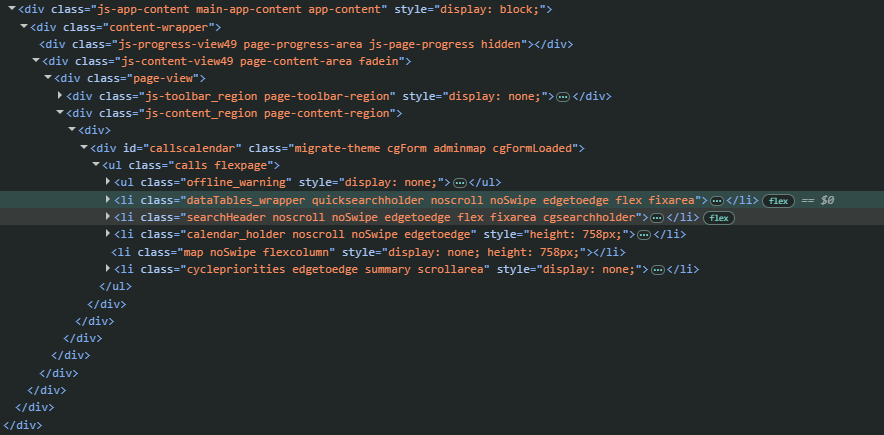 <div class="js-app-content main-app-content app-content" style="display: block;">
<div class="content-wrapper">
<div class="js-progress-view49 page-progress-area js-page-progress hidden"></div>
<div class="js-content-view49 page-content-area fadein">
<div class="page-view">
<div class="js-toolbar_region page-toolbar-region" style="display: none;">⋯</div>
<div class="js-content_region page-content-region">
<div>
<div id="callscalendar" class="migrate-theme cgForm adminmap cgFormLoaded">
<ul class="calls flexpage">
<ul class="offline_warning" style="display: none;">⋯</ul>
<li class="dataTables_wrapper quicksearchholder noscroll noSwipe edgetoedge flex fixarea">⋯</li> flex == $0
<li class="searchHeader noscroll noSwipe edgetoedge flex fixarea cgsearchholder">⋯</li> flex
<li class="calendar_holder noscroll noSwipe edgetoedge" style="height: 758px;">⋯</li>
<li class="map noSwipe flexcolumn" style="display: none; height: 758px;"></li>
<li class="cyclepriorities edgetoedge summary scrollarea" style="display: none;">⋯</li>
</ul>
</div>
</div>
</div>
</div>
</div>
</div>
</div>
</div>